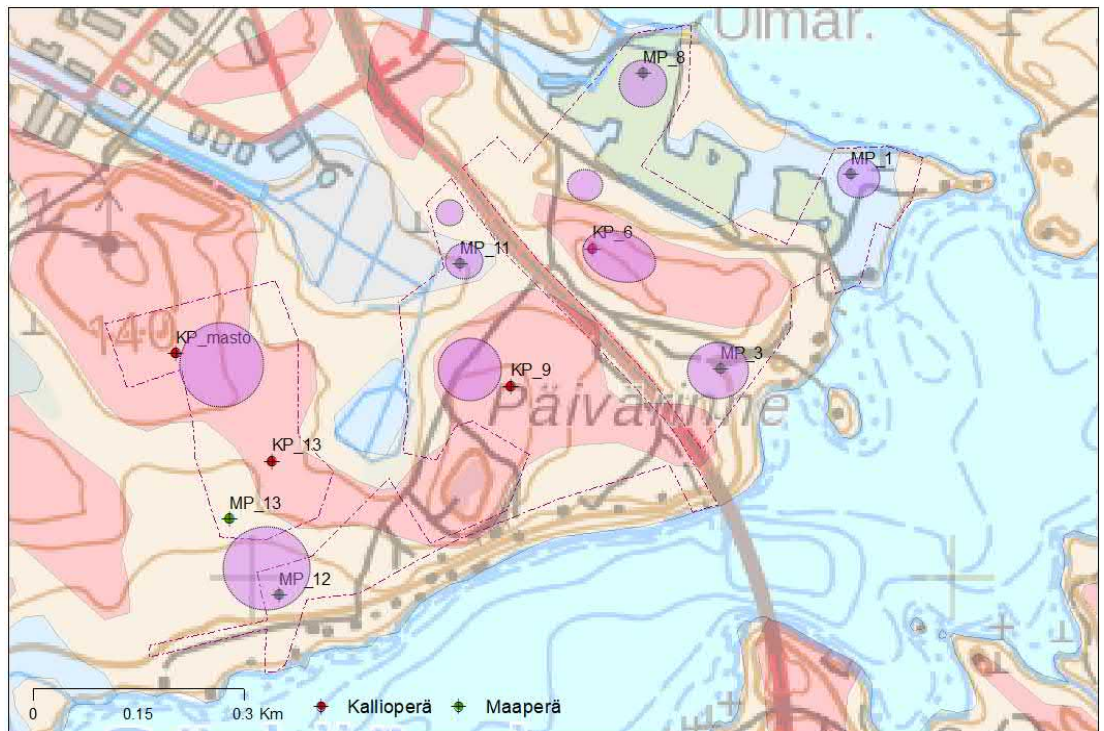 Ulmar.
MP_8
MP_1
KP_6
MP_11
140
KP_masto
MP_3
KP_9
Päivärinne
KP_13
MP_13
MP_12
0 0.15 0.3 Km
Kallioperä Maaperä